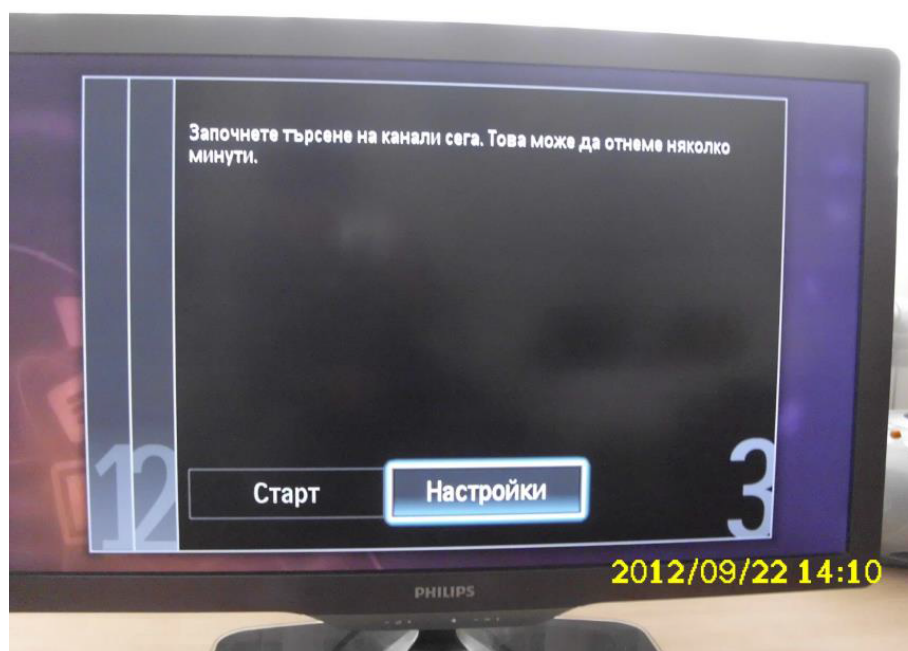 Започнете търсене на канали сега. Това може да отнеме няколко
минути.
12
3
Старт
Настройки
PHILIPS
2012/09/22 14:10